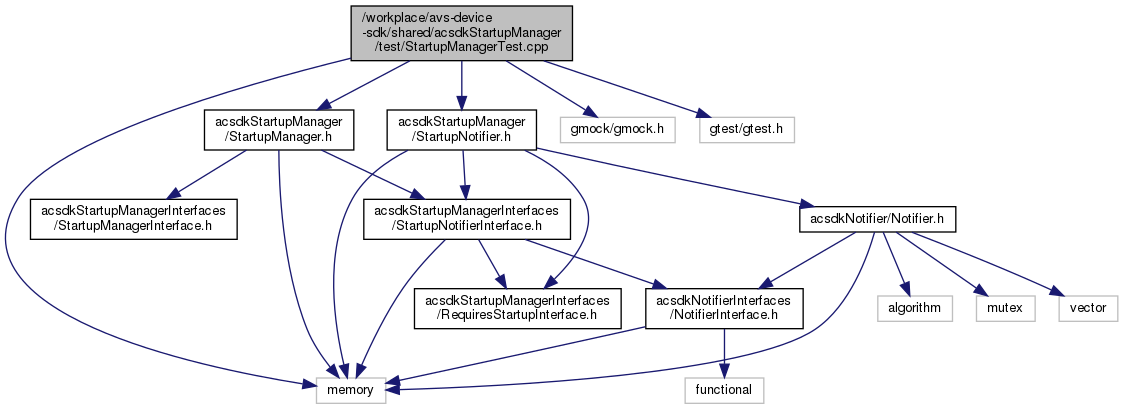 /workplace/avs-device
-sdk/shared/acsdkStartupManager
/test/StartupManagerTest.cpp
acsdkStartupManager
/StartupManager.h
acsdkStartupManager
/StartupNotifier.h
gmock/gmock.h
gtest/gtest.h
acsdkStartupManagerInterfaces
/StartupManagerInterface.h
acsdkStartupManagerInterfaces
/StartupNotifierInterface.h
acsdkNotifier/Notifier.h
acsdkStartupManagerInterfaces
/RequiresStartupInterface.h
acsdkNotifierInterfaces
/NotifierInterface.h
algorithm
mutex
vector
memory
functional